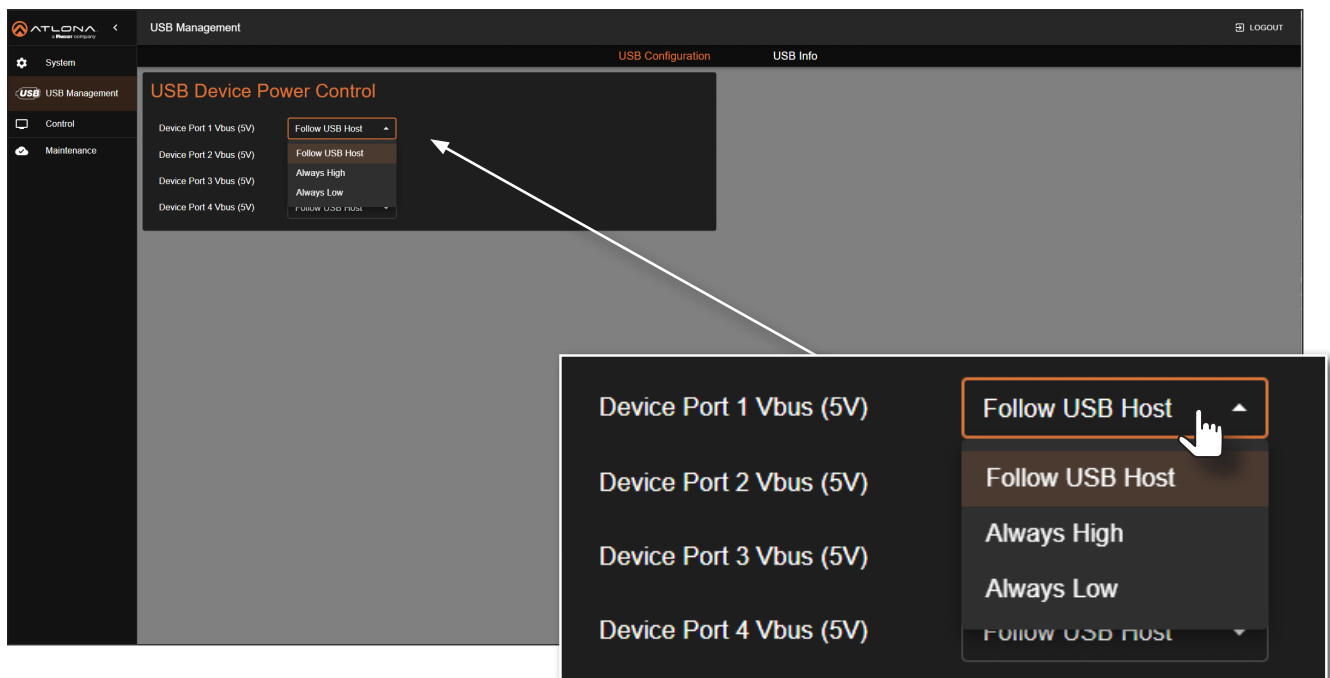 ATLONA
a Panduit company
USB Management
LOGOUT
USB Configuration
USB Info
System
USB USB Management
Control
Maintenance
USB Device Power Control
Device Port 1 Vbus (5V) Follow USB Host
Follow USB Host
Device Port 2 Vbus (5V)
Always High
Device Port 3 Vbus (5V)
Always Low
Device Port 4 Vbus (5V) Follow USB Host
Device Port 1 Vbus (5V) Follow USB Host
Device Port 2 Vbus (5V) Follow USB Host
Always High
Device Port 3 Vbus (5V)
Always Low
Device Port 4 Vbus (5V) Follow USB Host